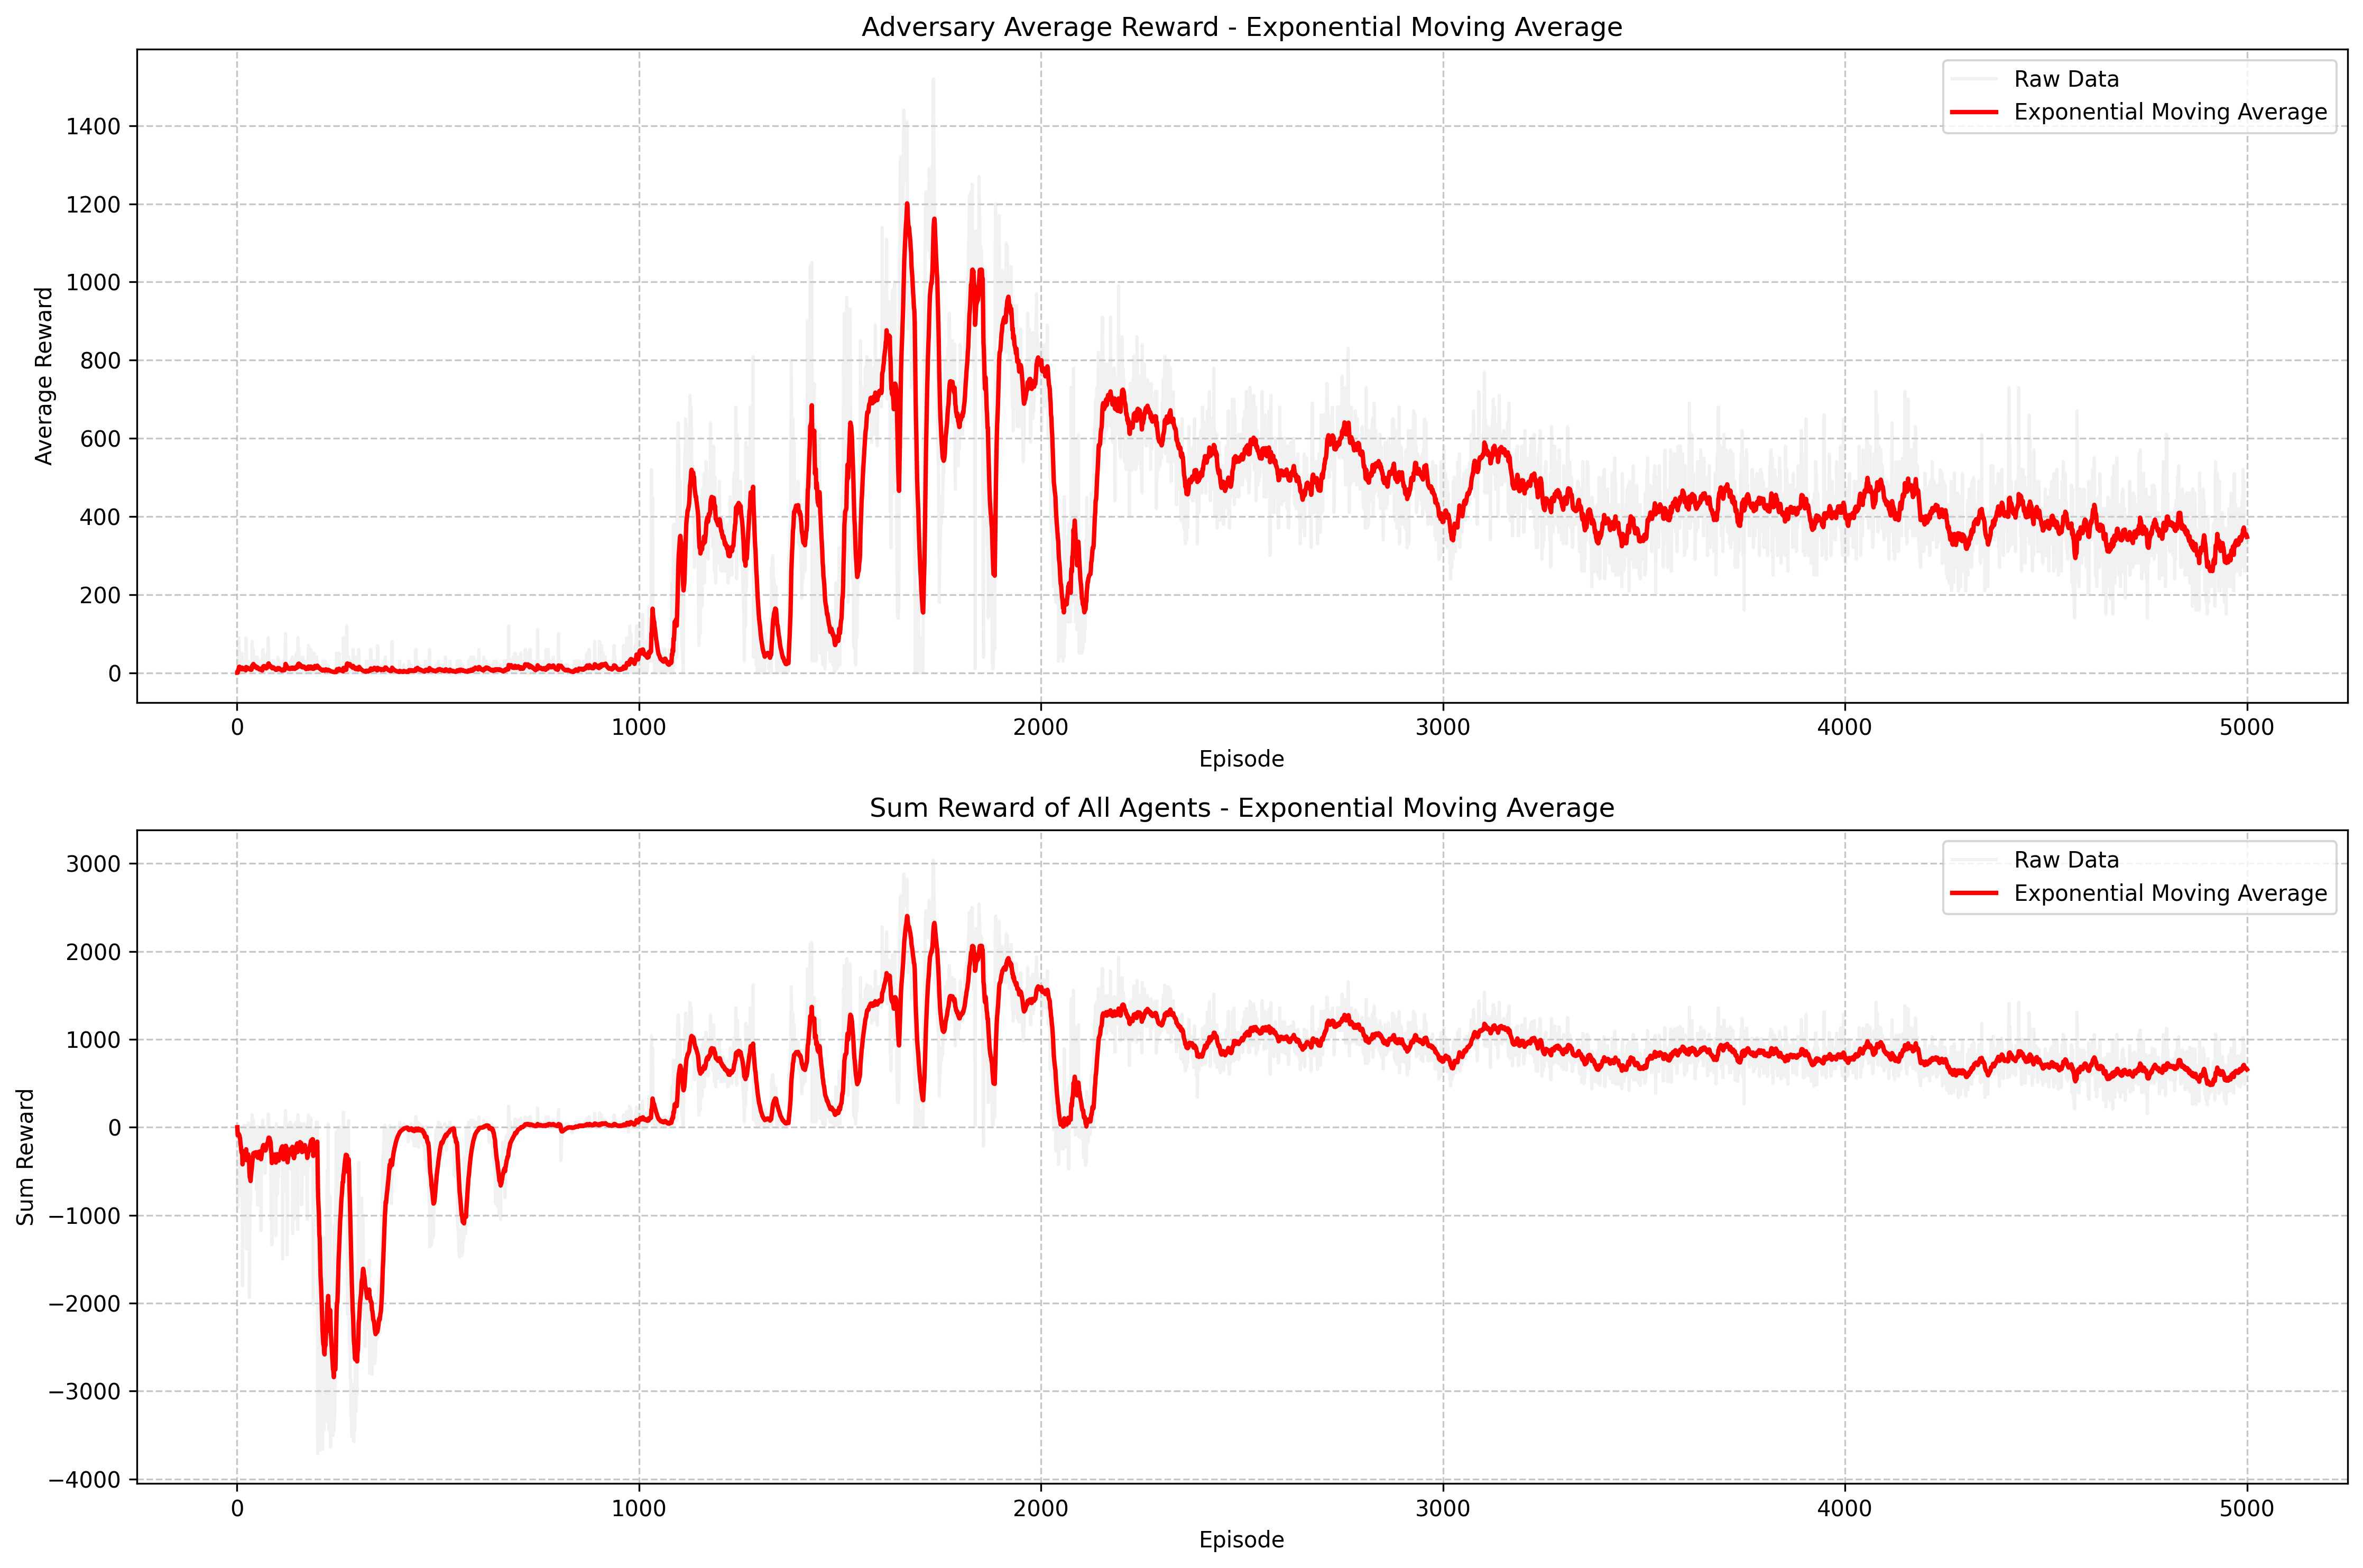 Adversary Average Reward - Exponential Moving Average
Raw Data
Exponential Moving Average
1400
1200
1000
800
600
400
200
0
Average Reward
0 1000 2000 3000 4000 5000
Episode
Sum Reward of All Agents - Exponential Moving Average
Raw Data
Exponential Moving Average
3000
2000
1000
0
−1000
−2000
−3000
−4000
Sum Reward
0 1000 2000 3000 4000 5000
Episode